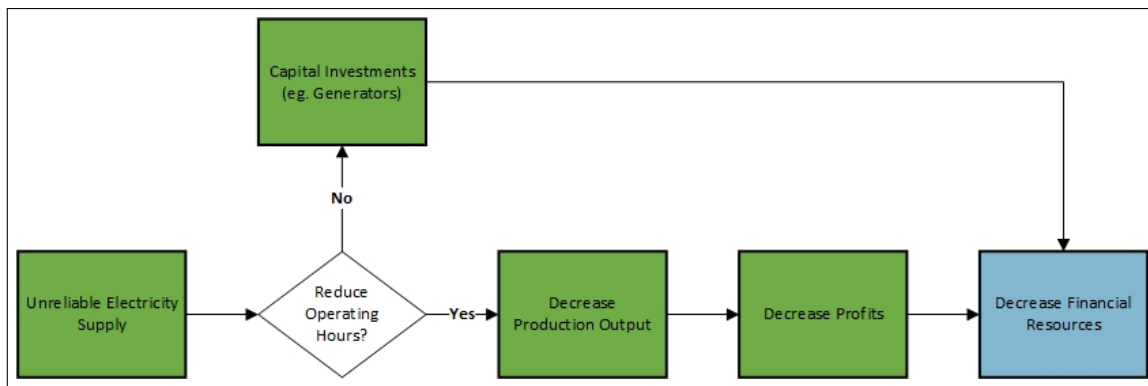 Capital Investments
(eg. Generators)
No
Unreliable Electricity
Supply
Reduce
Operating
Hours?
Yes
Decrease
Production Output
Decrease Profits
Decrease Financial
Resources